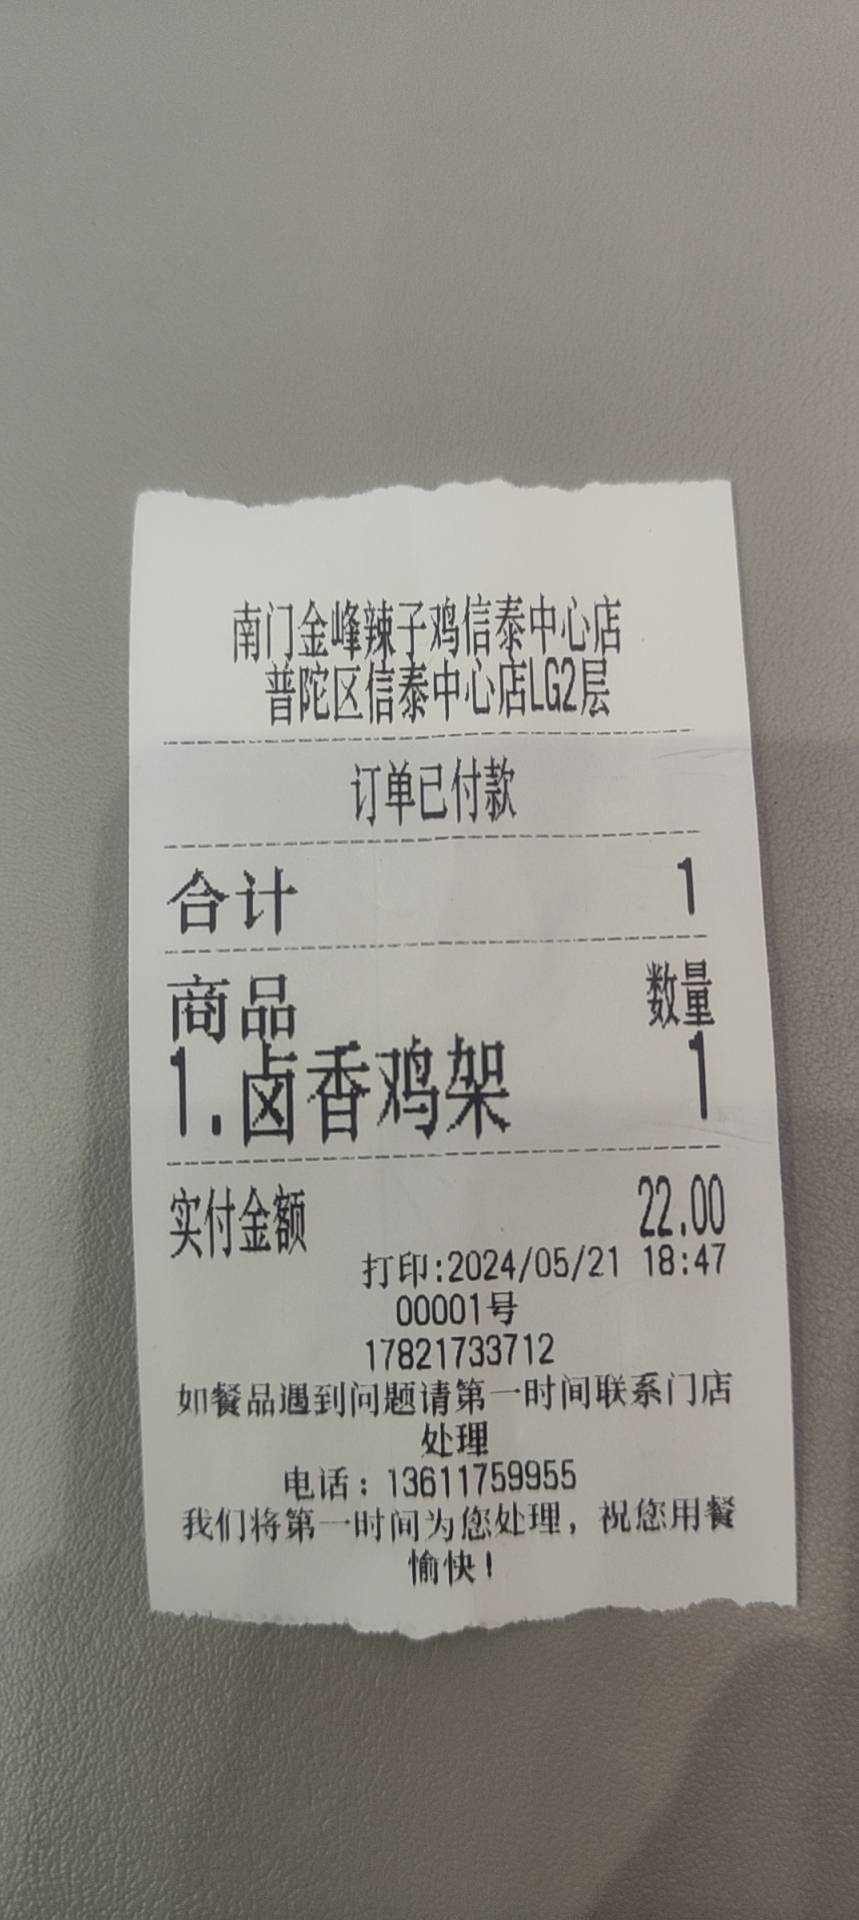 南门金峰辣子鸡信泰中心店
普陀区信泰中心店LG2层
订单已付款
合计 1
商品 数量
1.卤香鸡架 1
实付金额 22.00
打印:2024/05/21 18:47
00001号
17821733712
如餐品遇到问题请第一时间联系门店
处理
电话:13611759955
我们将第一时间为您处理,祝您用餐
愉快!